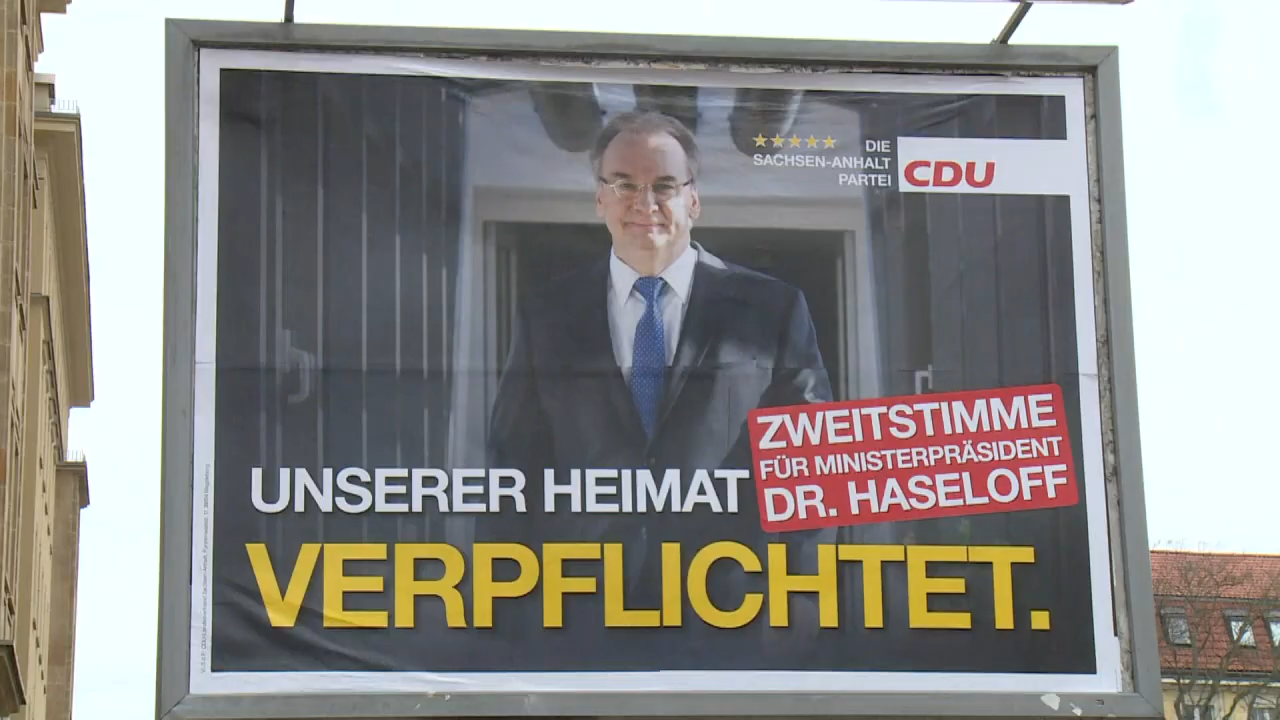 DIE
SACHSEN-ANHALT
PARTEI
CDU
ZWEITSTIMME
FÜR MINISTERPRÄSIDENT
DR. HASELOFF
UNSERER HEIMAT
VERPFLICHTET.